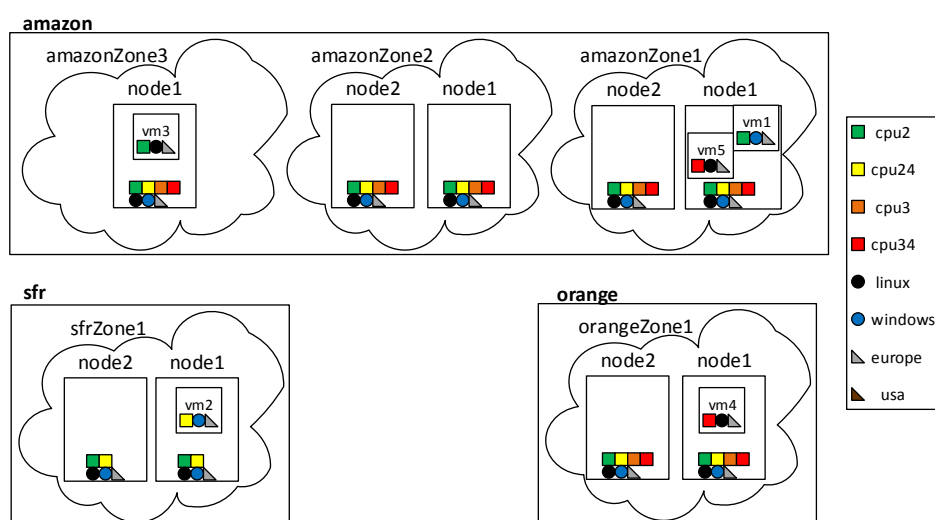 amazon
amazonZone3
node1
vm3
amazonZone2
node2
node1
amazonZone1
node2
node1
vm1
vm5
cpu2
cpu24
cpu3
cpu34
linux
windows
europe
usa
sfr
sfrZone1
node2
node1
vm2
orange
orangeZone1
node2
node1
vm4